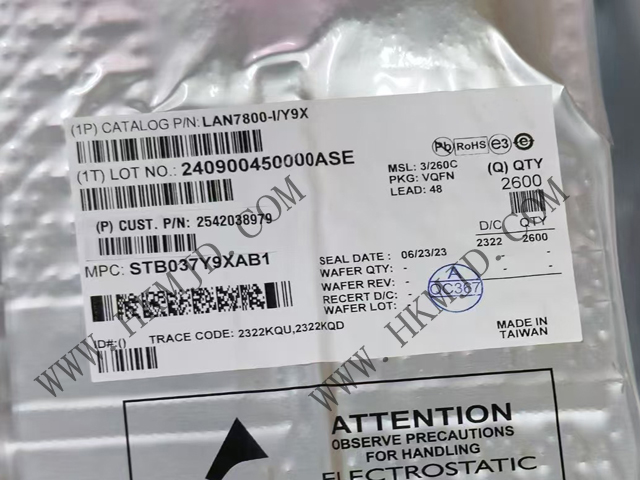 (1P) CATALOG P/N: LAN7800-I/Y9X
(1T) LOT NO.: 240900450000ASE
Pb RoHS e3 e
MSL: 3/260C
PKG: VQFN
LEAD: 48
(Q) QTY
2600
(P) CUST. P/N: 2542038979
D/C QTY
2322 2600
MPC: STB037Y9XAB1
SEAL DATE : 06/23/23
WAFER QTY: -
WAFER REV: -
RECERT D/C: -
WAFER LOT: -
A
QC367
ID#:()
TRACE CODE: 2322KQU,2322KQD
MADE IN
TAIWAN
WWW.HKMJD.COM
WWW.HKMJD.COM
ATTENTION
OBSERVE PRECAUTIONS
FOR HANDLING
ELECTROSTATIC